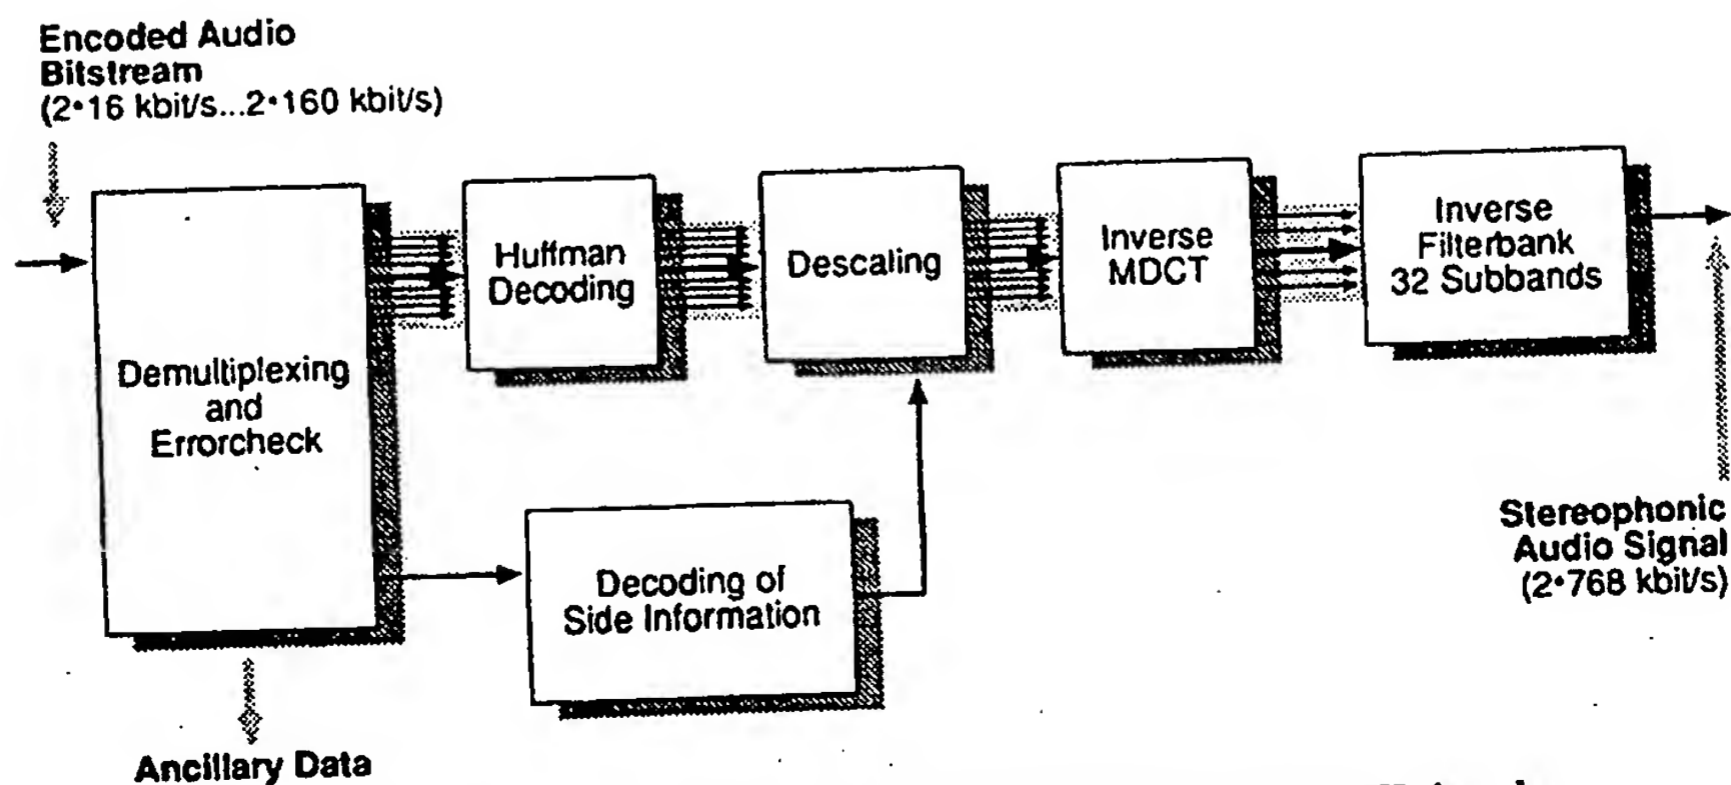 Encoded Audio
Bitstream
(2•16 kbit/s...2•160 kbit/s)
Demultiplexing
and
Errorcheck
Huffman
Decoding
Descaling
Inverse
MDCT
Inverse
Filterbank
32 Subbands
Decoding of
Side Information
Stereophonic
Audio Signal
(2•768 kbit/s)
Ancillary Data